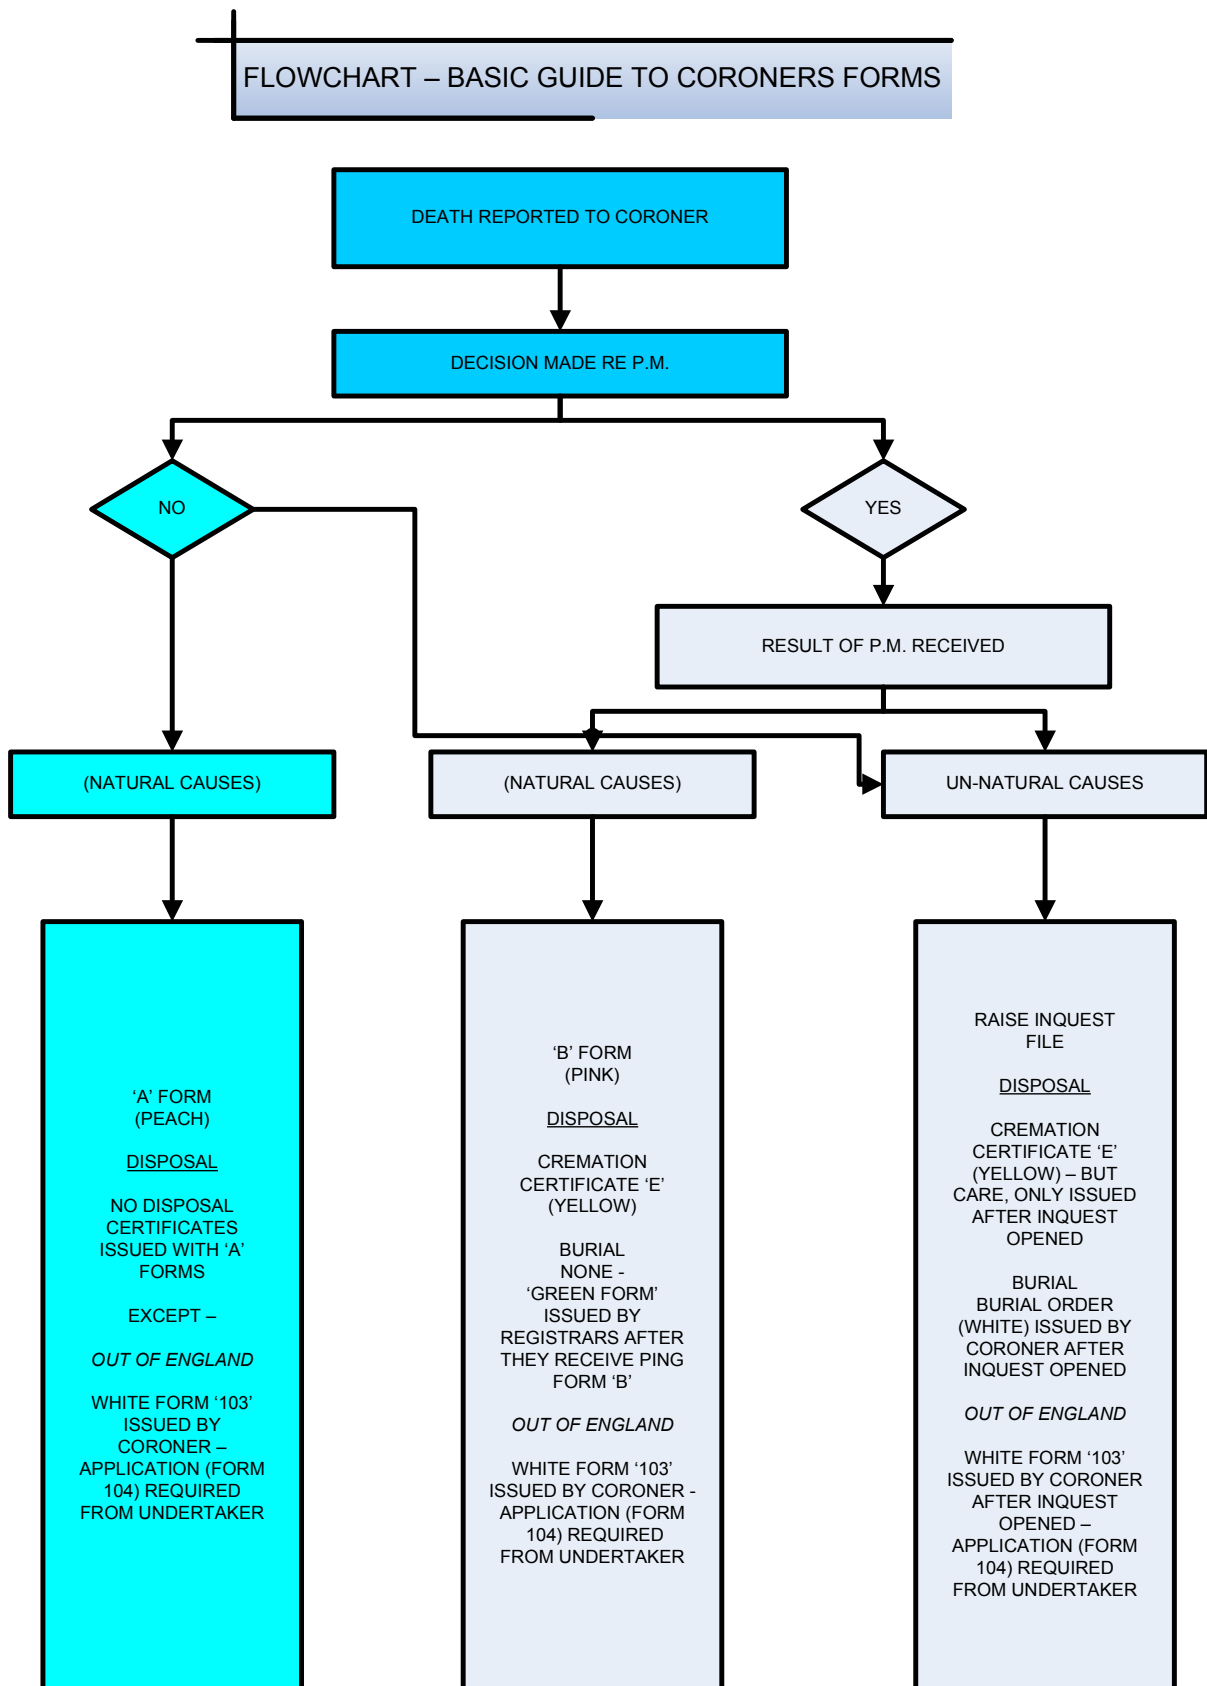 FLOWCHART – BASIC GUIDE TO CORONERS FORMS
DEATH REPORTED TO CORONER
DECISION MADE RE P.M.
NO
YES
RESULT OF P.M. RECEIVED
(NATURAL CAUSES)
(NATURAL CAUSES)
UN-NATURAL CAUSES
‘A’ FORM
(PEACH)
DISPOSAL
NO DISPOSAL
CERTIFICATES
ISSUED WITH ‘A’
FORMS
EXCEPT –
OUT OF ENGLAND
WHITE FORM ‘103’
ISSUED BY
CORONER –
APPLICATION (FORM
104) REQUIRED
FROM UNDERTAKER
‘B’ FORM
(PINK)
DISPOSAL
CREMATION
CERTIFICATE ‘E’
(YELLOW)
BURIAL
NONE -
‘GREEN FORM’
ISSUED BY
REGISTRARS AFTER
THEY RECEIVE PING
FORM ‘B’
OUT OF ENGLAND
WHITE FORM ‘103’
ISSUED BY CORONER -
APPLICATION (FORM
104) REQUIRED
FROM UNDERTAKER
RAISE INQUEST
FILE
DISPOSAL
CREMATION
CERTIFICATE ‘E’
(YELLOW) – BUT
CARE, ONLY ISSUED
AFTER INQUEST
OPENED
BURIAL
BURIAL ORDER
(WHITE) ISSUED BY
CORONER AFTER
INQUEST OPENED
OUT OF ENGLAND
WHITE FORM ‘103’
ISSUED BY CORONER
AFTER INQUEST
OPENED –
APPLICATION (FORM
104) REQUIRED
FROM UNDERTAKER